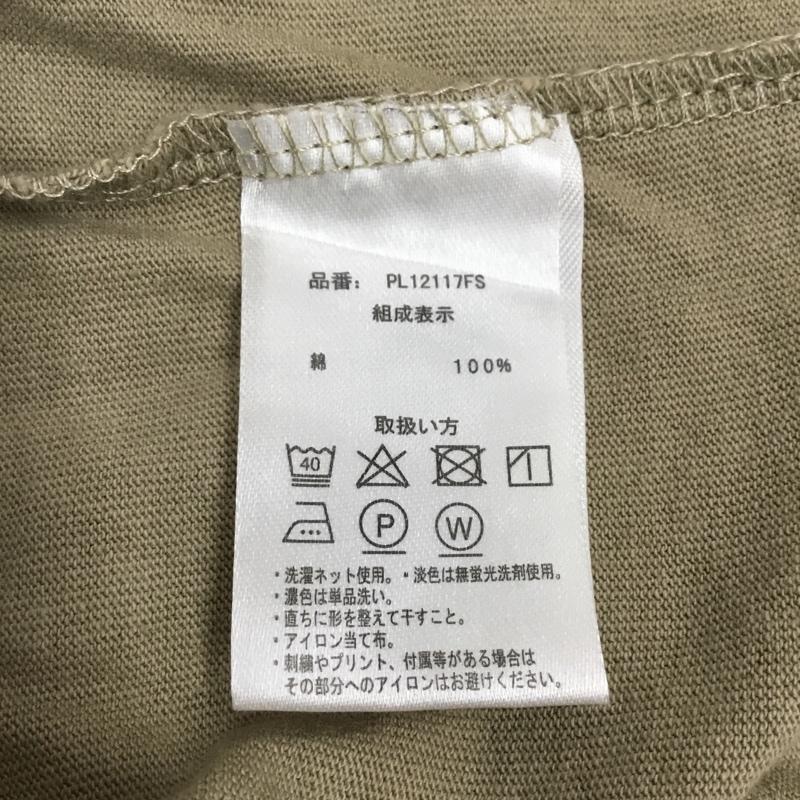 品番: PL12117FS
組成表示
綿 100%
取扱い方
40
P W
・洗濯ネット使用。・淡色は無蛍光洗剤使用。
・濃色は単品洗い。
・直ちに形を整えて干すこと。
・アイロン当て布。
・刺繍やプリント、付属等がある場合は
その部分へのアイロンはお避けください。